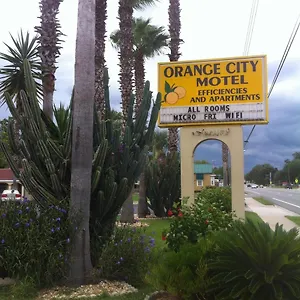 ORANGE CITY
MOTEL
EFFICIENCIES
AND APARTMENTS
ALL ROOMS
MICRO FRI WIFI